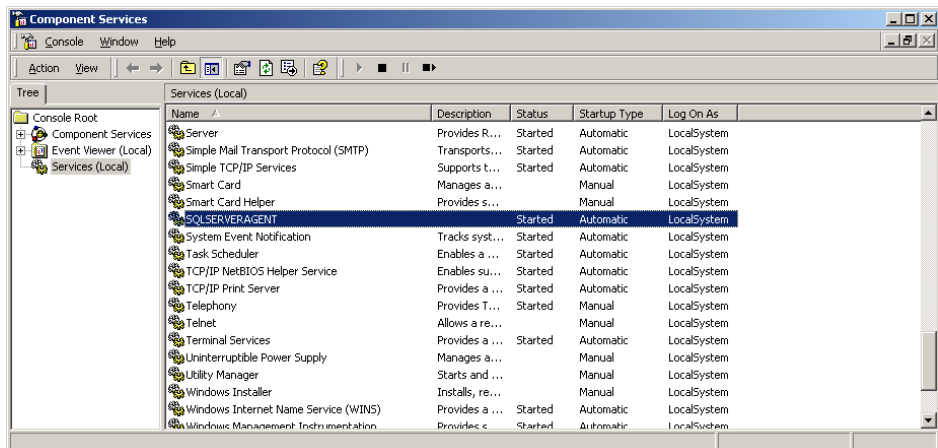 Component Services
Console Window Help
Action View
Tree
Services (Local)
Console Root
Component Services
Event Viewer (Local)
Services (Local)
Name Description Status Startup Type Log On As
Server Provides R... Started Automatic LocalSystem
Simple Mail Transport Protocol (SMTP) Transports... Started Automatic LocalSystem
Simple TCP/IP Services Supports t... Started Automatic LocalSystem
Smart Card Manages a... Manual LocalSystem
Smart Card Helper Provides s... Manual LocalSystem
SQLSERVERAGENT Started Automatic LocalSystem
System Event Notification Tracks syst... Started Automatic LocalSystem
Task Scheduler Enables a ... Started Automatic LocalSystem
TCP/IP NetBIOS Helper Service Enables su... Started Automatic LocalSystem
TCP/IP Print Server Provides a ... Started Automatic LocalSystem
Telephony Provides T... Started Manual LocalSystem
Telnet Allows a re... Manual LocalSystem
Terminal Services Provides a ... Started Automatic LocalSystem
Uninterruptible Power Supply Manages a... Manual LocalSystem
Utility Manager Starts and ... Manual LocalSystem
Windows Installer Installs, re... Manual LocalSystem
Windows Internet Name Service (WINS) Provides a ... Started Automatic LocalSystem
Windows Management Instrumentation Provides s... Started Automatic LocalSystem